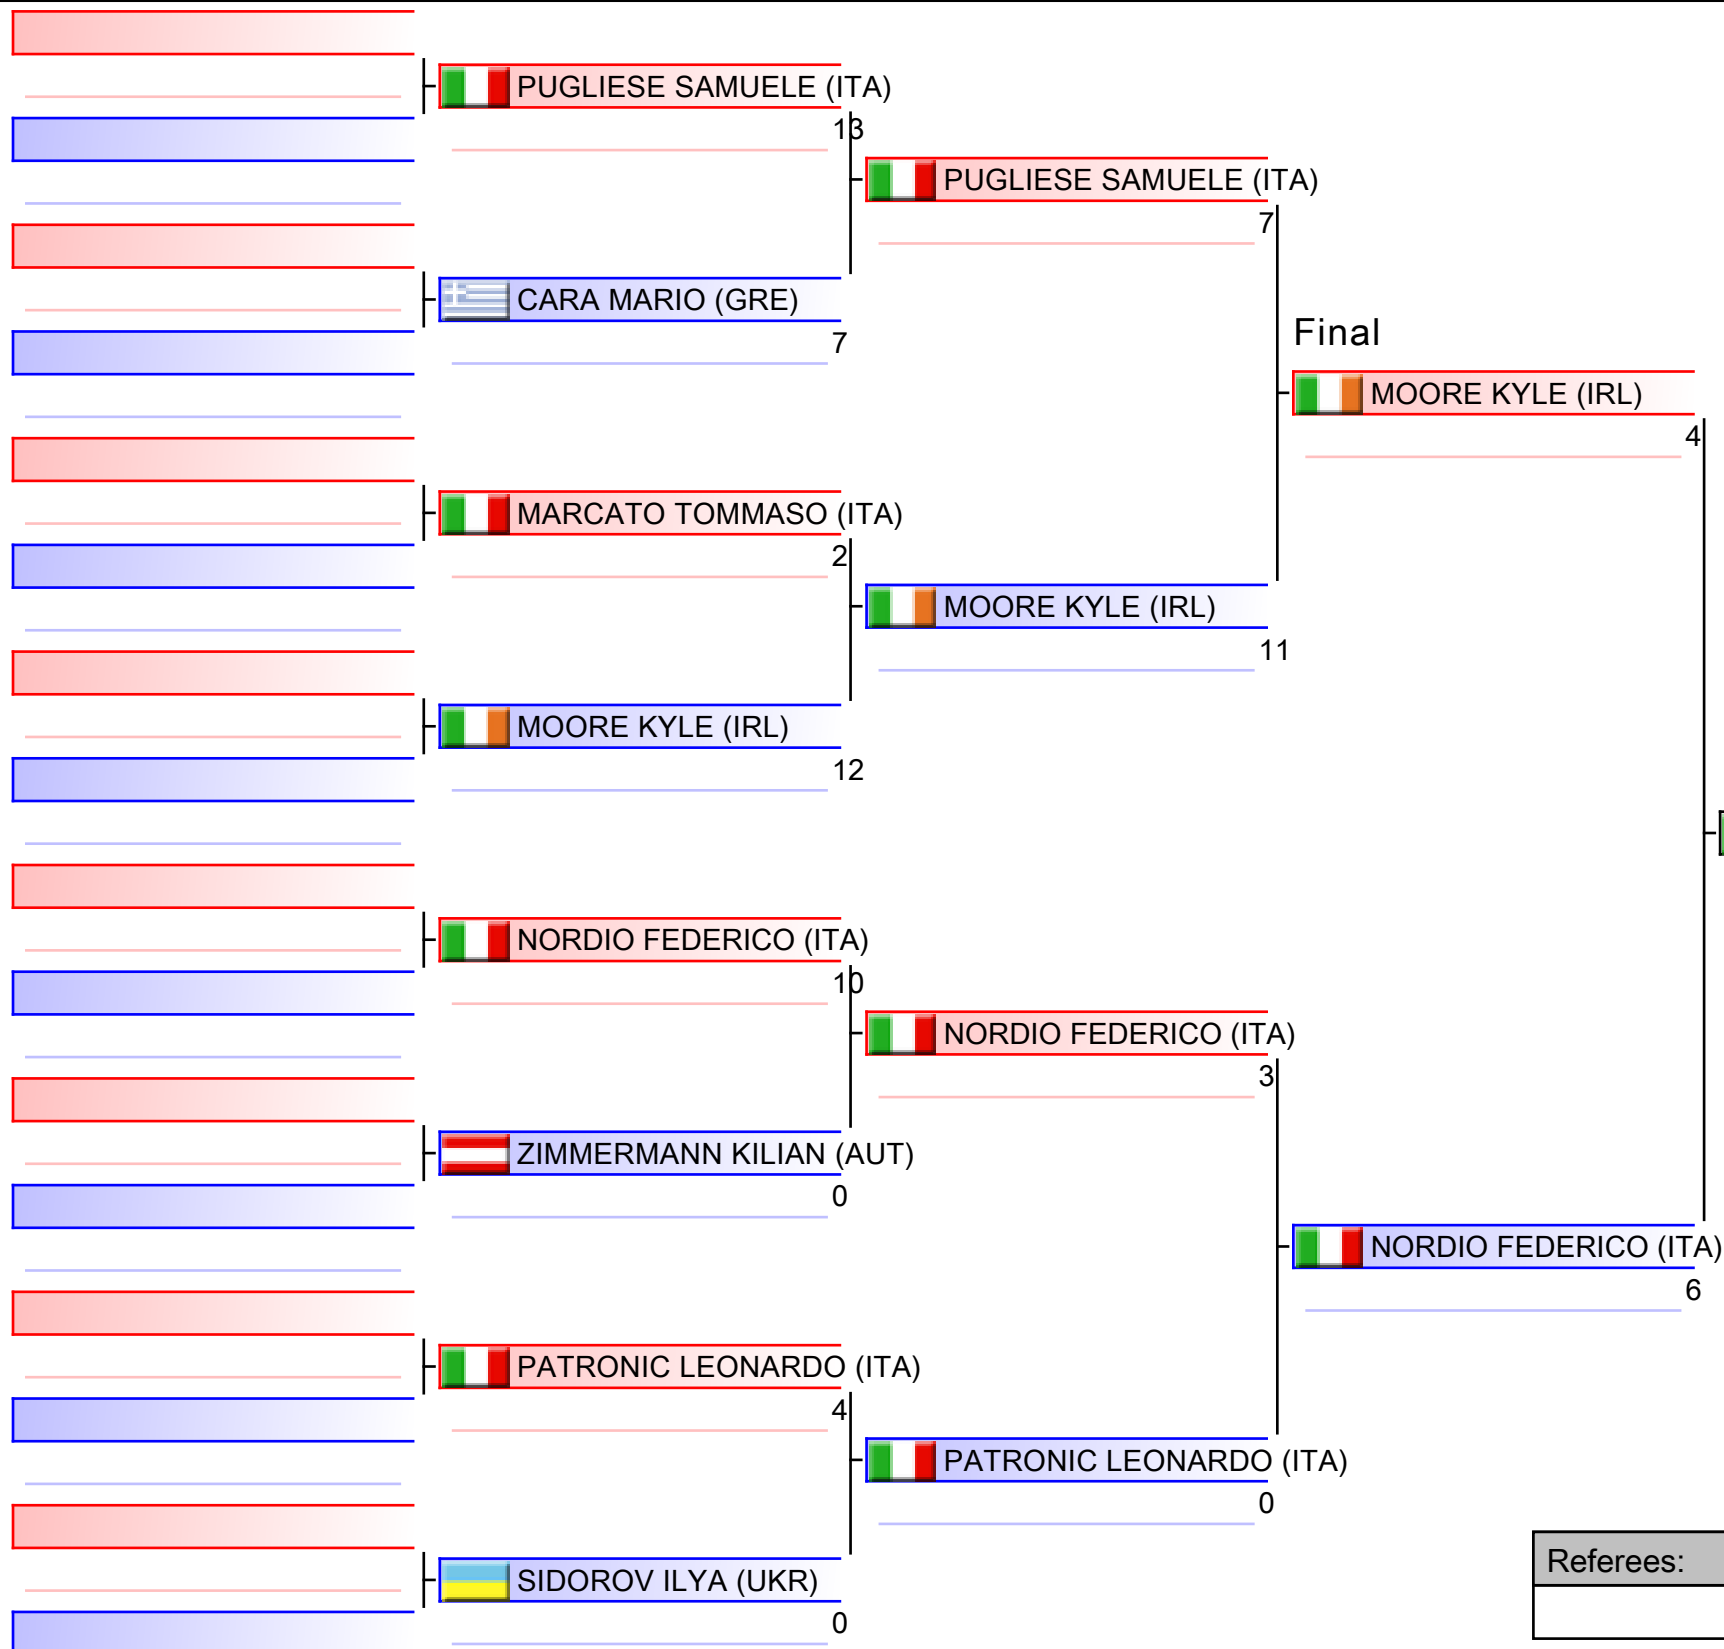 PUGLIESE SAMUELE (ITA)
13
CARA MARIO (GRE)
7
MARCATO TOMMASO (ITA)
2
MOORE KYLE (IRL)
12
NORDIO FEDERICO (ITA)
10
ZIMMERMANN KILIAN (AUT)
0
PATRONIC LEONARDO (ITA)
4
SIDOROV ILYA (UKR)
0
PUGLIESE SAMUELE (ITA)
7
MOORE KYLE (IRL)
11
NORDIO FEDERICO (ITA)
3
PATRONIC LEONARDO (ITA)
0
Final
MOORE KYLE (IRL)
4
NORDIO FEDERICO (ITA)
6
Referees: